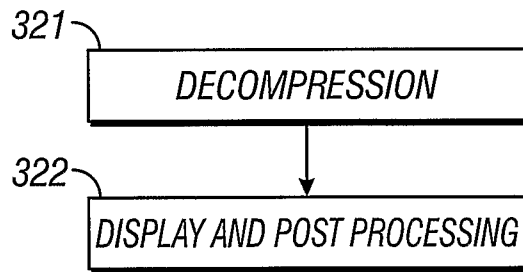 321
DECOMPRESSION
322
DISPLAY AND POST PROCESSING